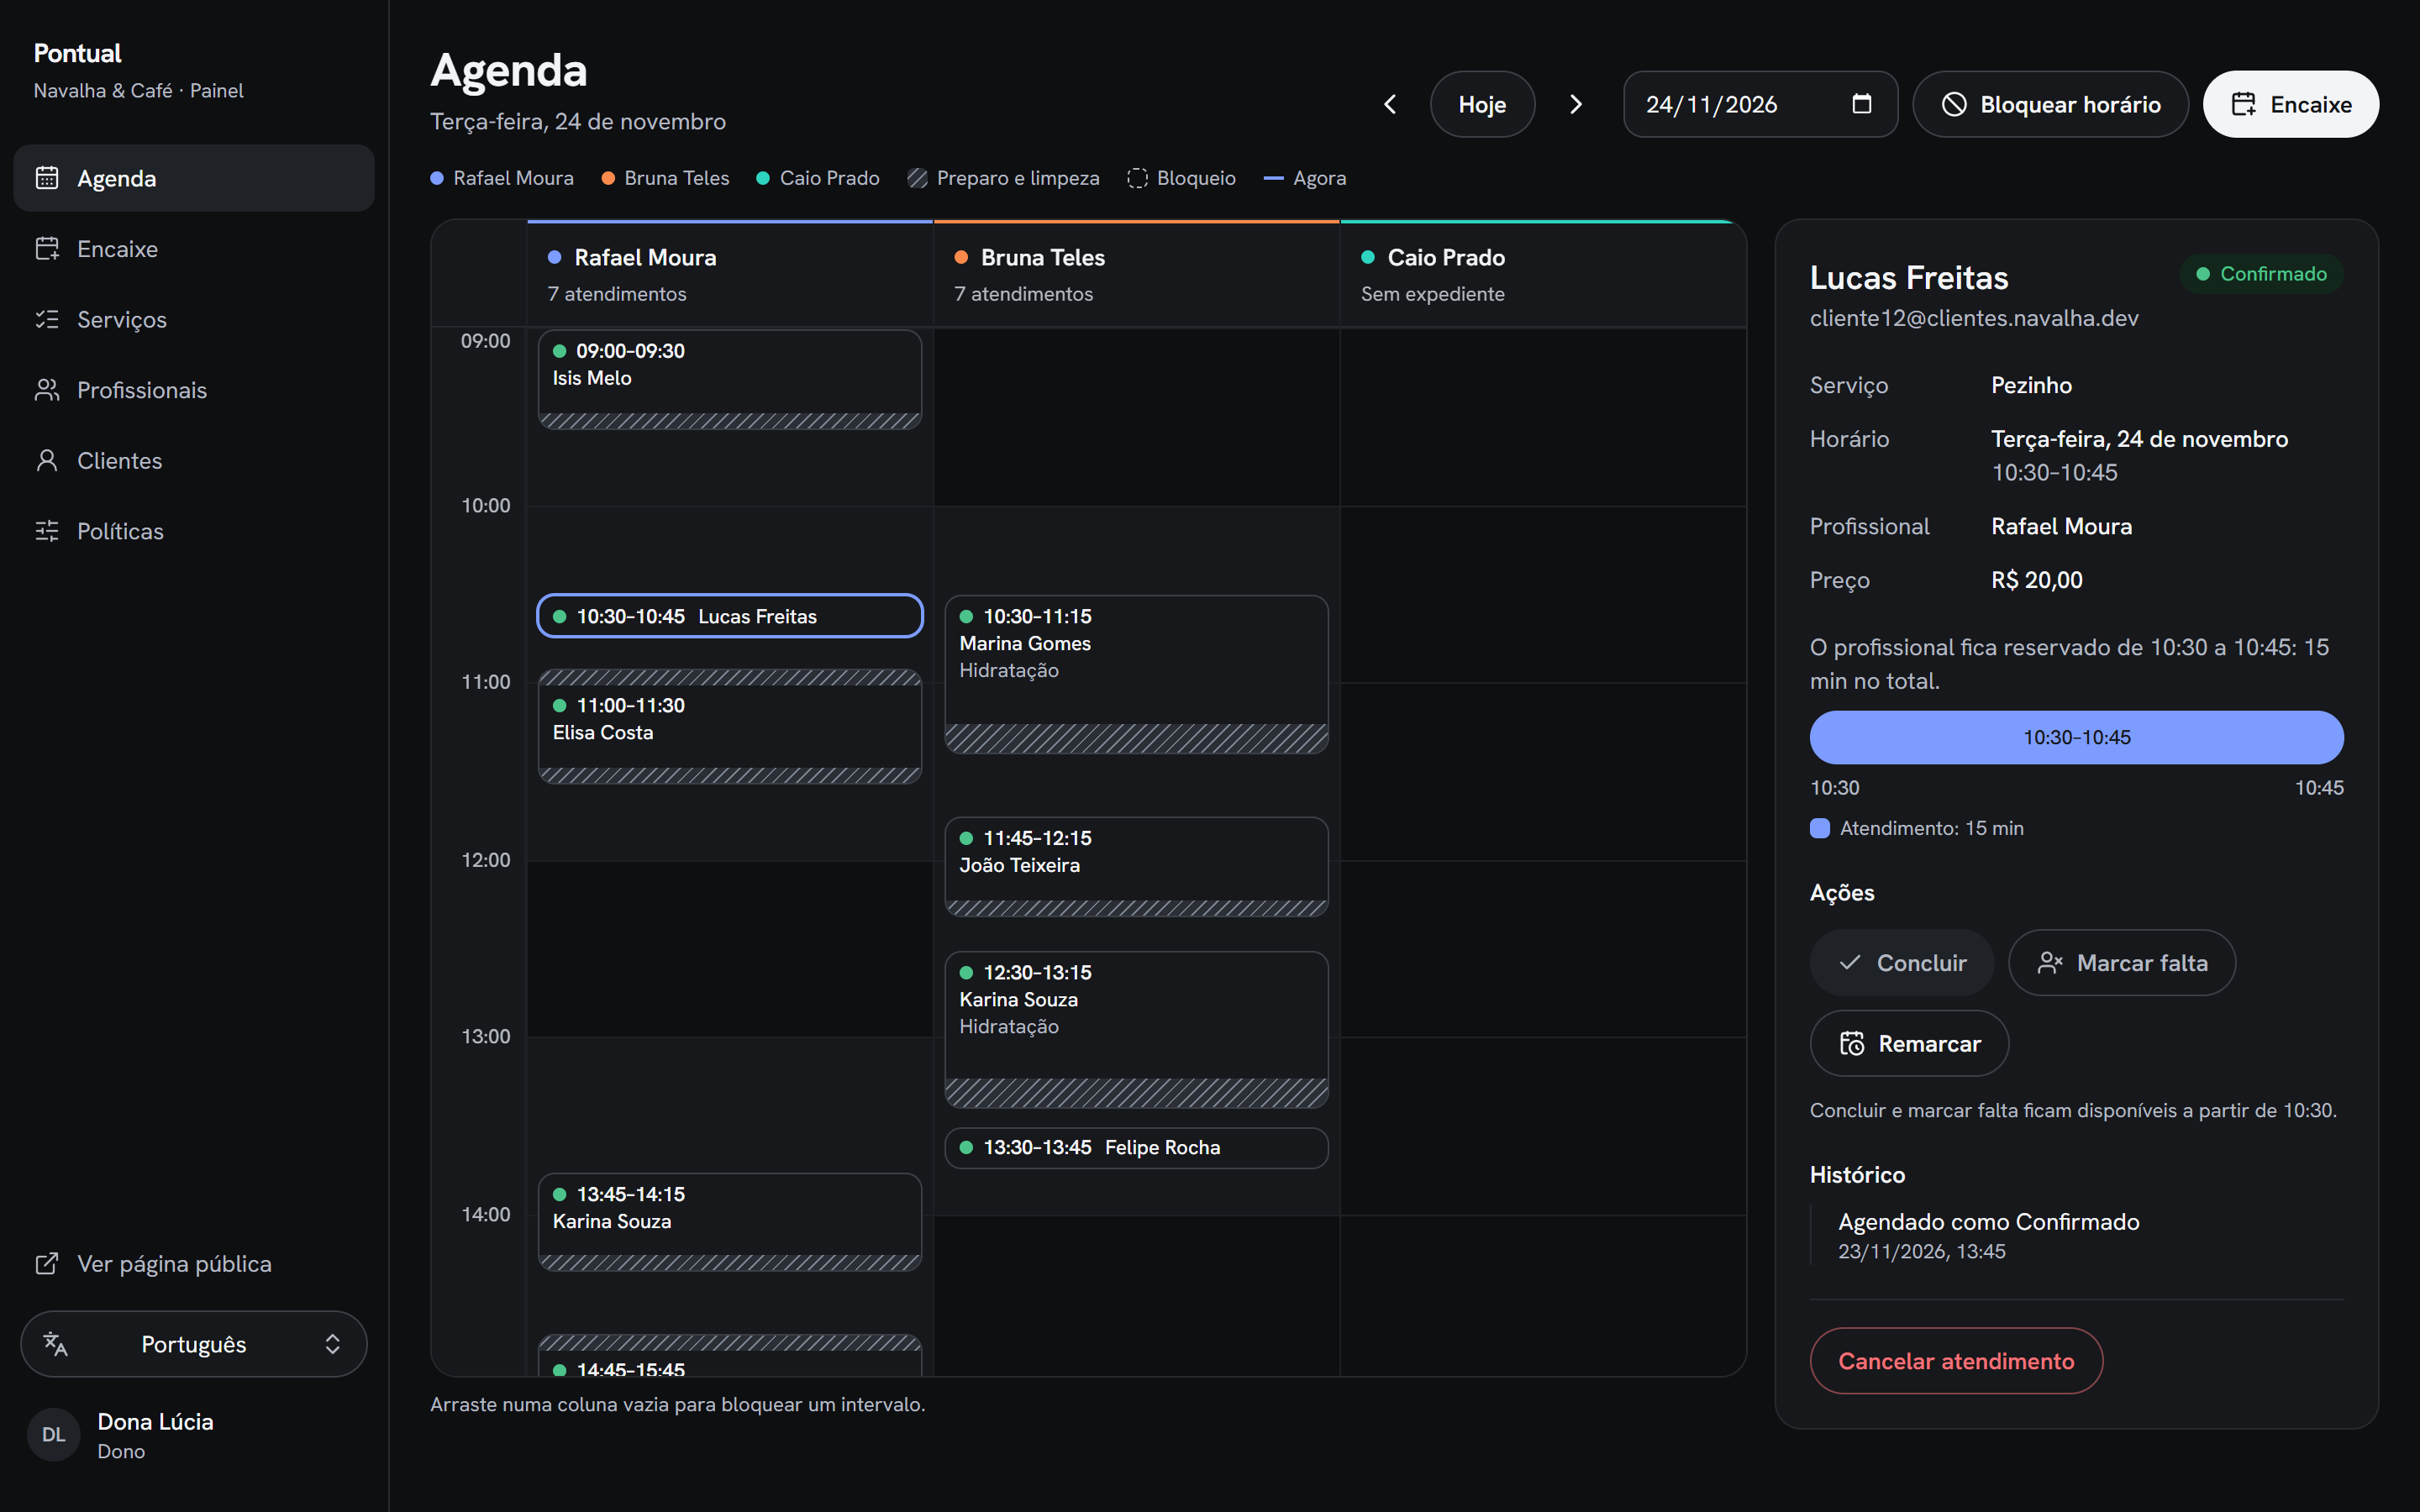 Pontual
Navalha & Café · Painel
Agenda
Encaixe
Serviços
Profissionais
Clientes
Políticas
Ver página pública
Português
DL
Dona Lúcia
Dono
Agenda
Terça-feira, 24 de novembro
Hoje
24/11/2026
Bloquear horário
Encaixe
Rafael Moura
Bruna Teles
Caio Prado
Preparo e limpeza
Bloqueio
Agora
Rafael Moura
7 atendimentos
Bruna Teles
7 atendimentos
Caio Prado
Sem expediente
09:00
10:00
11:00
12:00
13:00
14:00
09:00–09:30
Isis Melo
10:30–10:45 Lucas Freitas
11:00–11:30
Elisa Costa
13:45–14:15
Karina Souza
14:45–15:45
10:30–11:15
Marina Gomes
Hidratação
11:45–12:15
João Teixeira
12:30–13:15
Karina Souza
Hidratação
13:30–13:45 Felipe Rocha
Arraste numa coluna vazia para bloquear um intervalo.
Lucas Freitas
Confirmado
cliente12@clientes.navalha.dev
Serviço
Pezinho
Horário
Terça-feira, 24 de novembro
10:30–10:45
Profissional
Rafael Moura
Preço
R$ 20,00
O profissional fica reservado de 10:30 a 10:45: 15
min no total.
10:30–10:45
10:30
10:45
Atendimento: 15 min
Ações
Concluir
Marcar falta
Remarcar
Concluir e marcar falta ficam disponíveis a partir de 10:30.
Histórico
Agendado como Confirmado
23/11/2026, 13:45
Cancelar atendimento